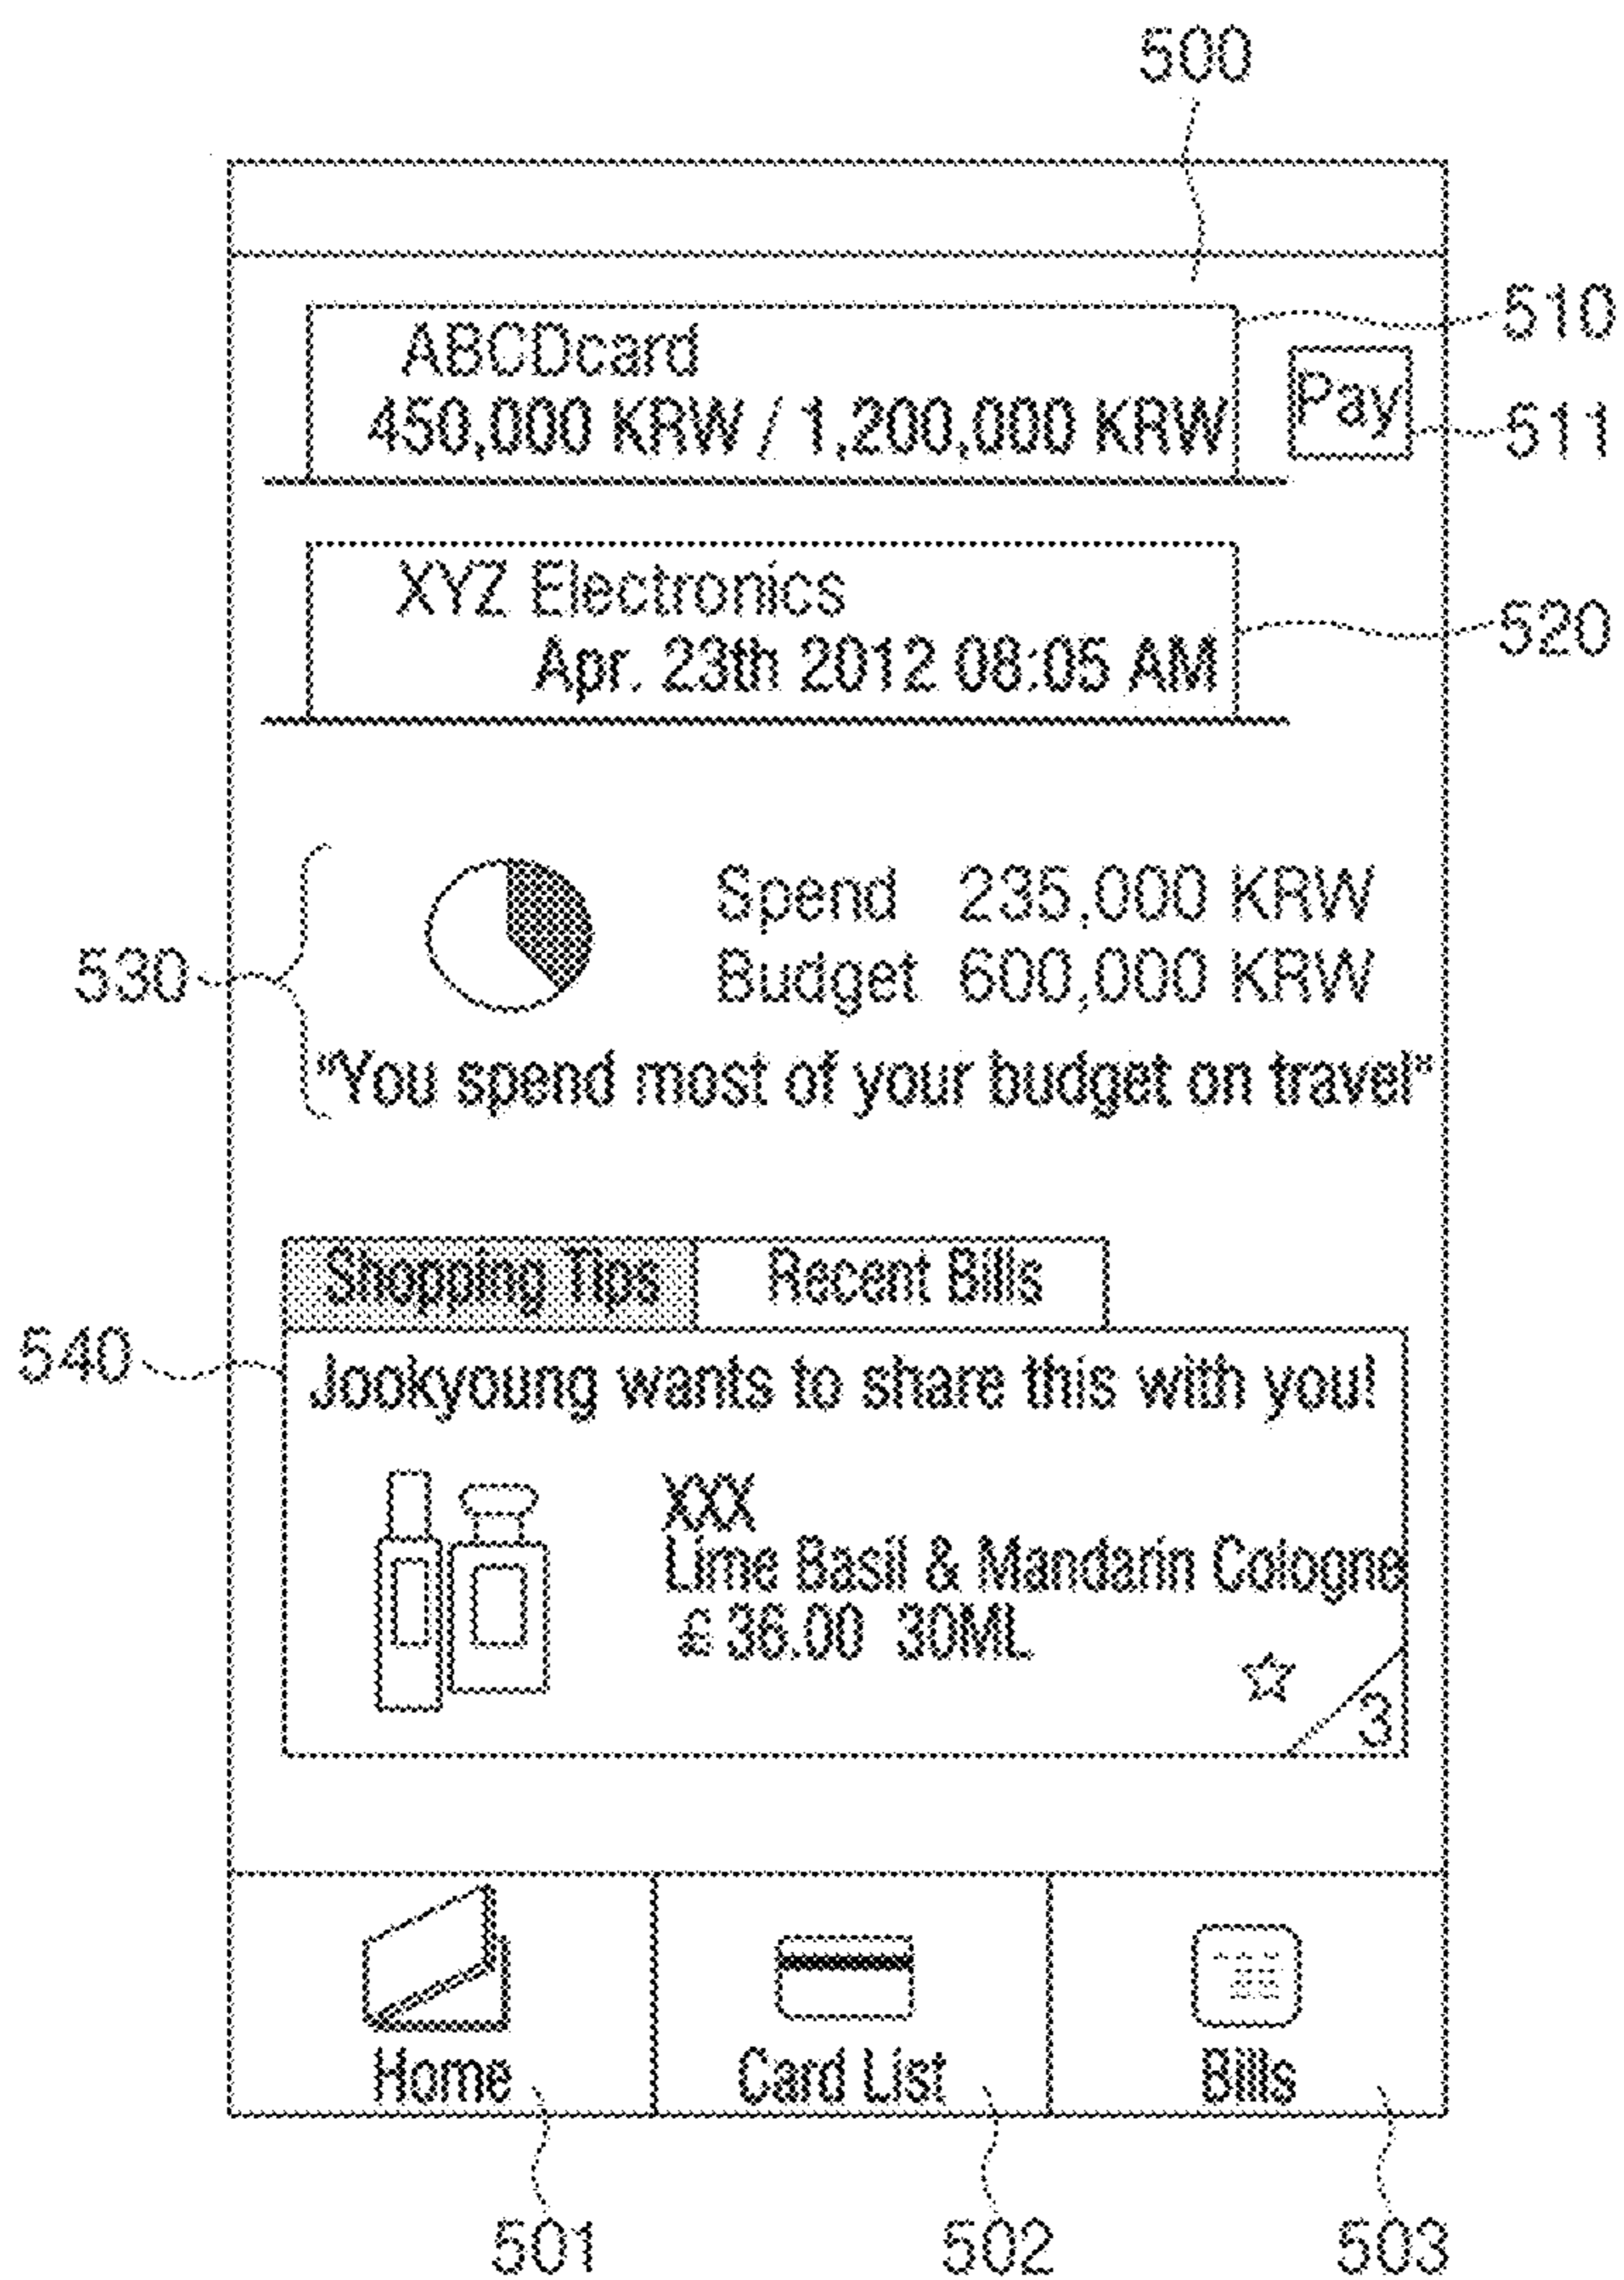 500
ABCDcard
510
450,000 KRW / 1,200,000 KRW
Pay
511
XYZ Electronics
Apr. 23th 2012 08:05 AM
520
Spend 235,000 KRW
530
Budget 600,000 KRW
"You spend most of your budget on travel"
Shopping Tips
Recent Bills
540
Jookyoung wants to share this with you!
XXX
Lime Basil & Mandarin Cologne
£36.00 30ML
3
Home
Card List
Bills
501
502
503